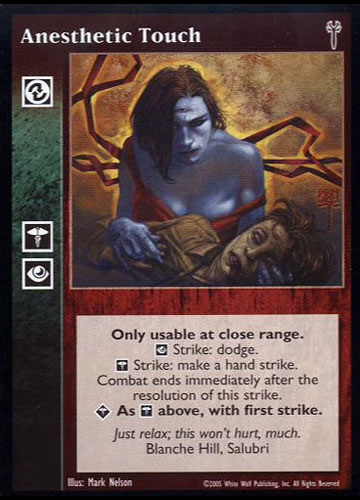 Anesthetic Touch
Only usable at close range.
Strike: dodge.
Strike: make a hand strike.
Combat ends immediately after the
resolution of this strike.
As above, with first strike.
Just relax; this won't hurt, much.
Blanche Hill, Salubri
Illus: Mark Nelson
©2005 White Wolf Publishing, Inc. All Rights Reserved